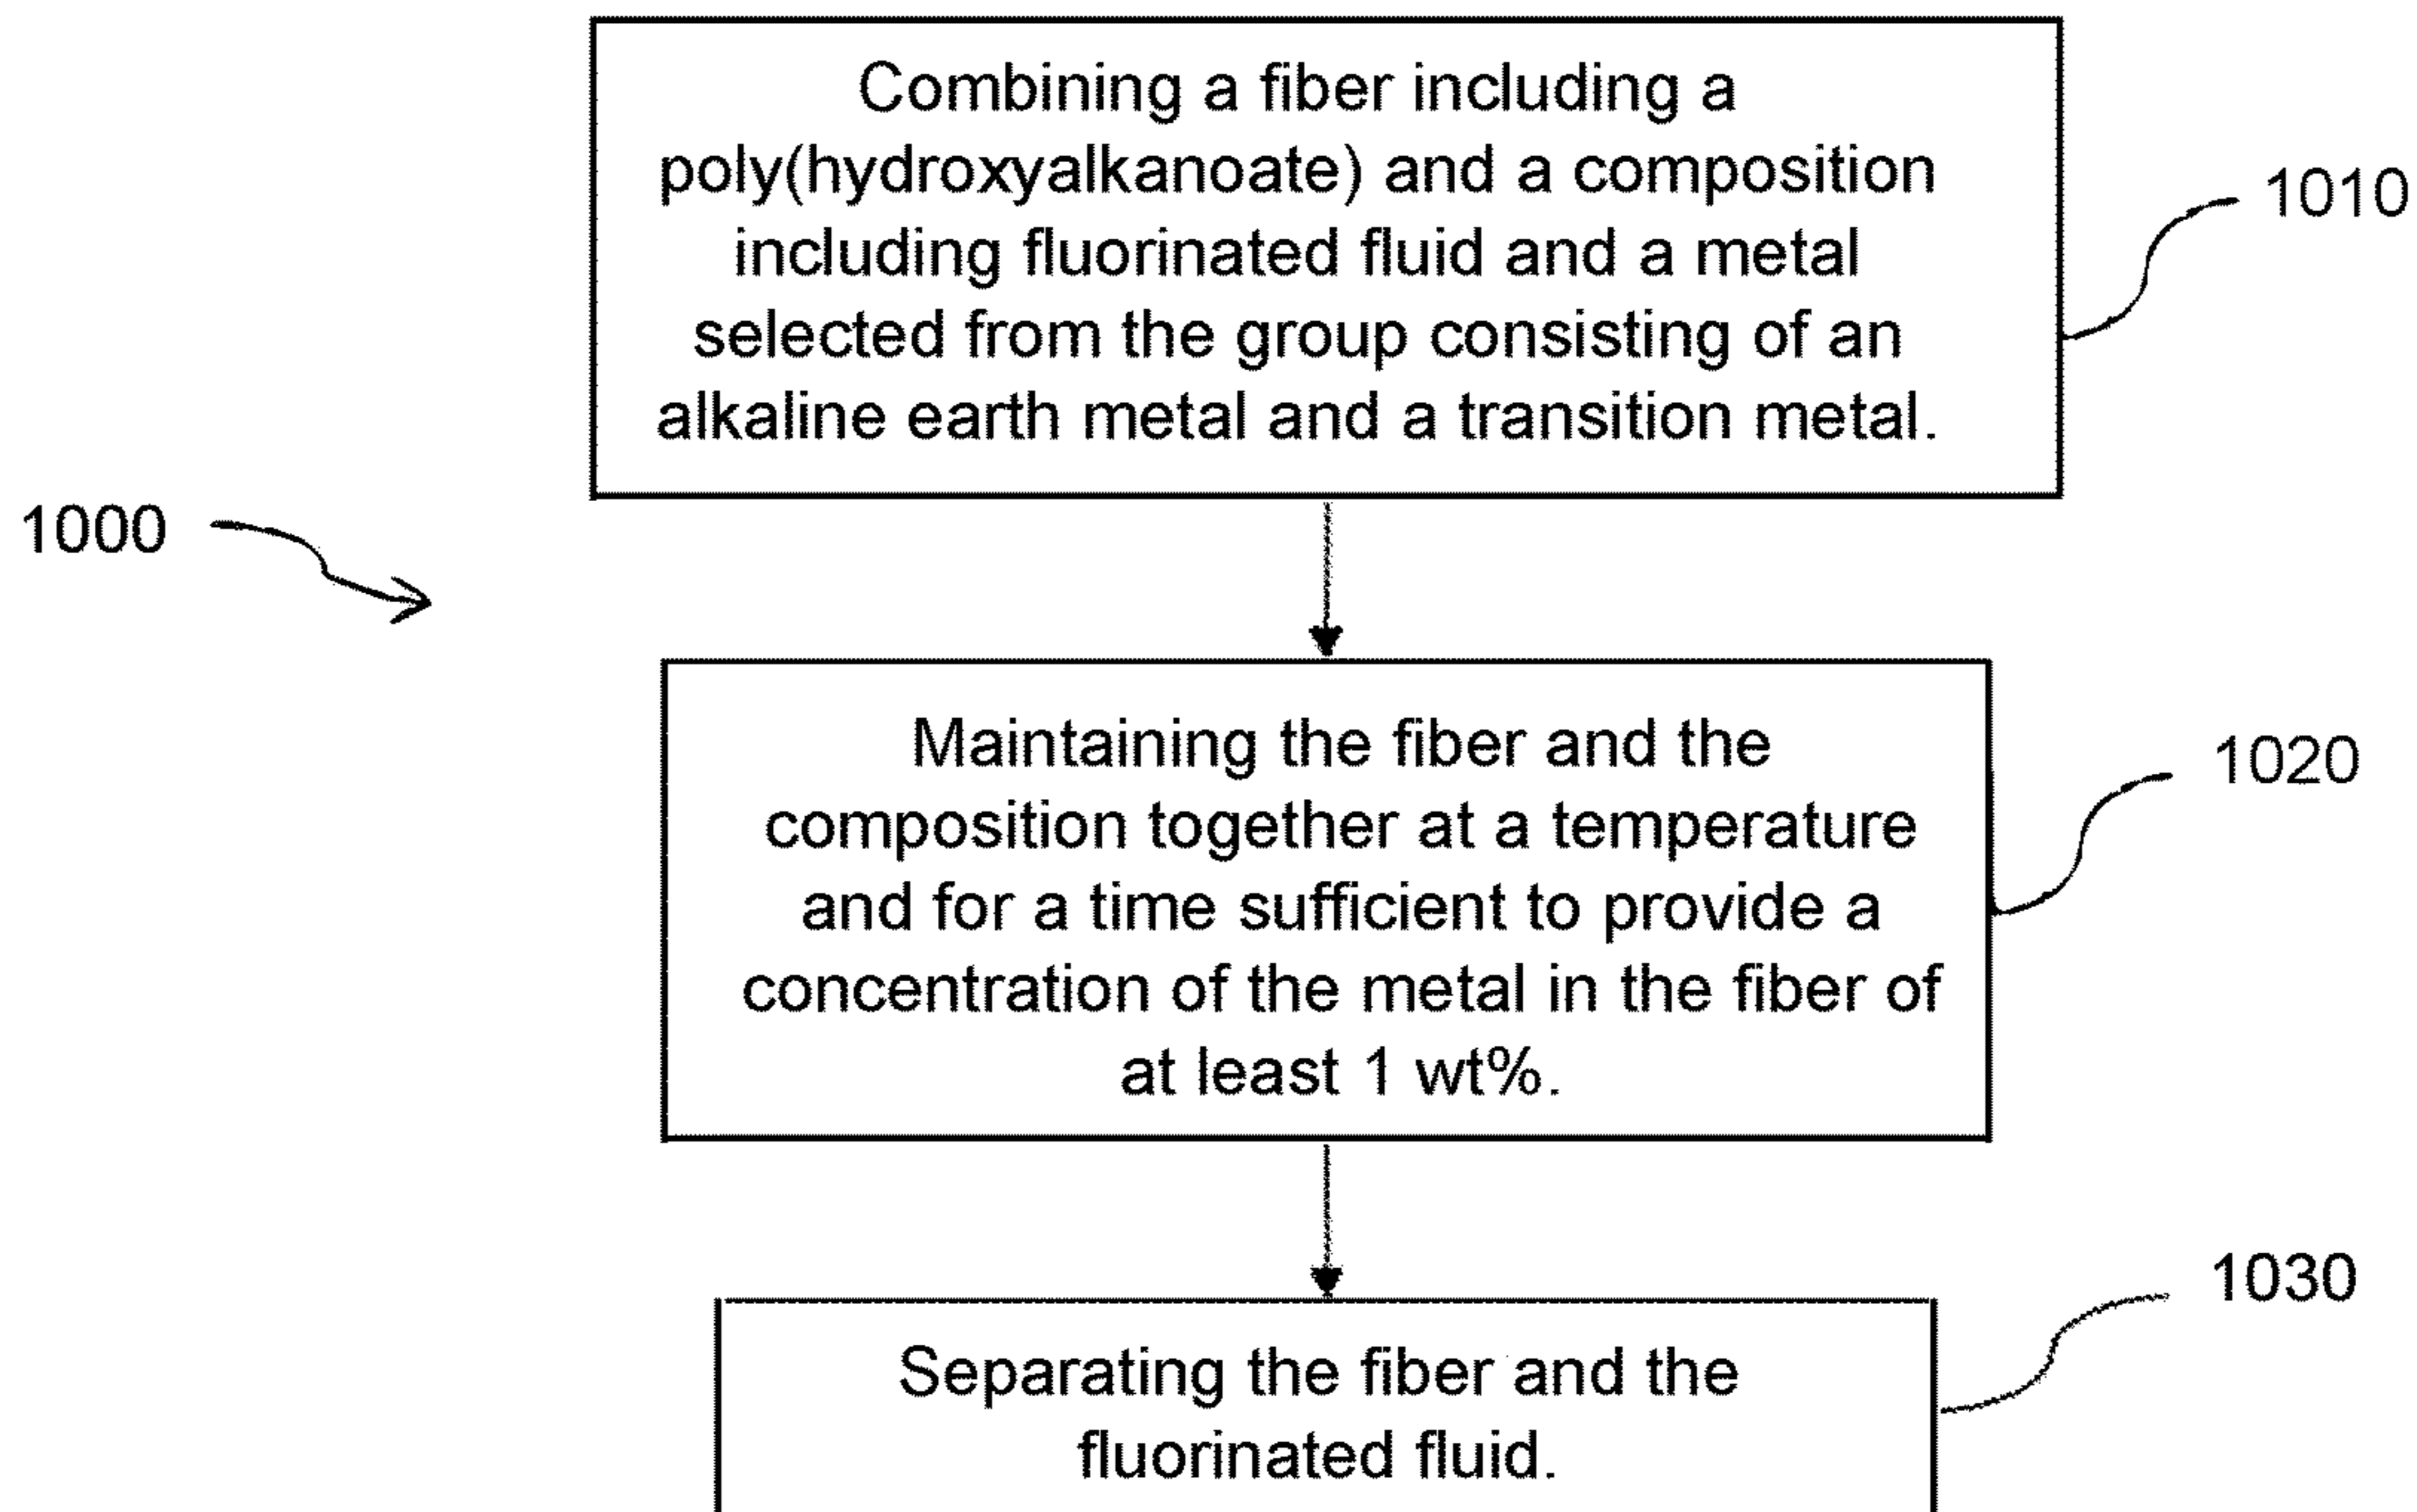 Combining a fiber including a
poly(hydroxyalkanoate) and a composition
including fluorinated fluid and a metal
selected from the group consisting of an
alkaline earth metal and a transition metal.
1010
1000
Maintaining the fiber and the
composition together at a temperature
and for a time sufficient to provide a
concentration of the metal in the fiber of
at least 1 wt%.
1020
Separating the fiber and the
fluorinated fluid.
1030